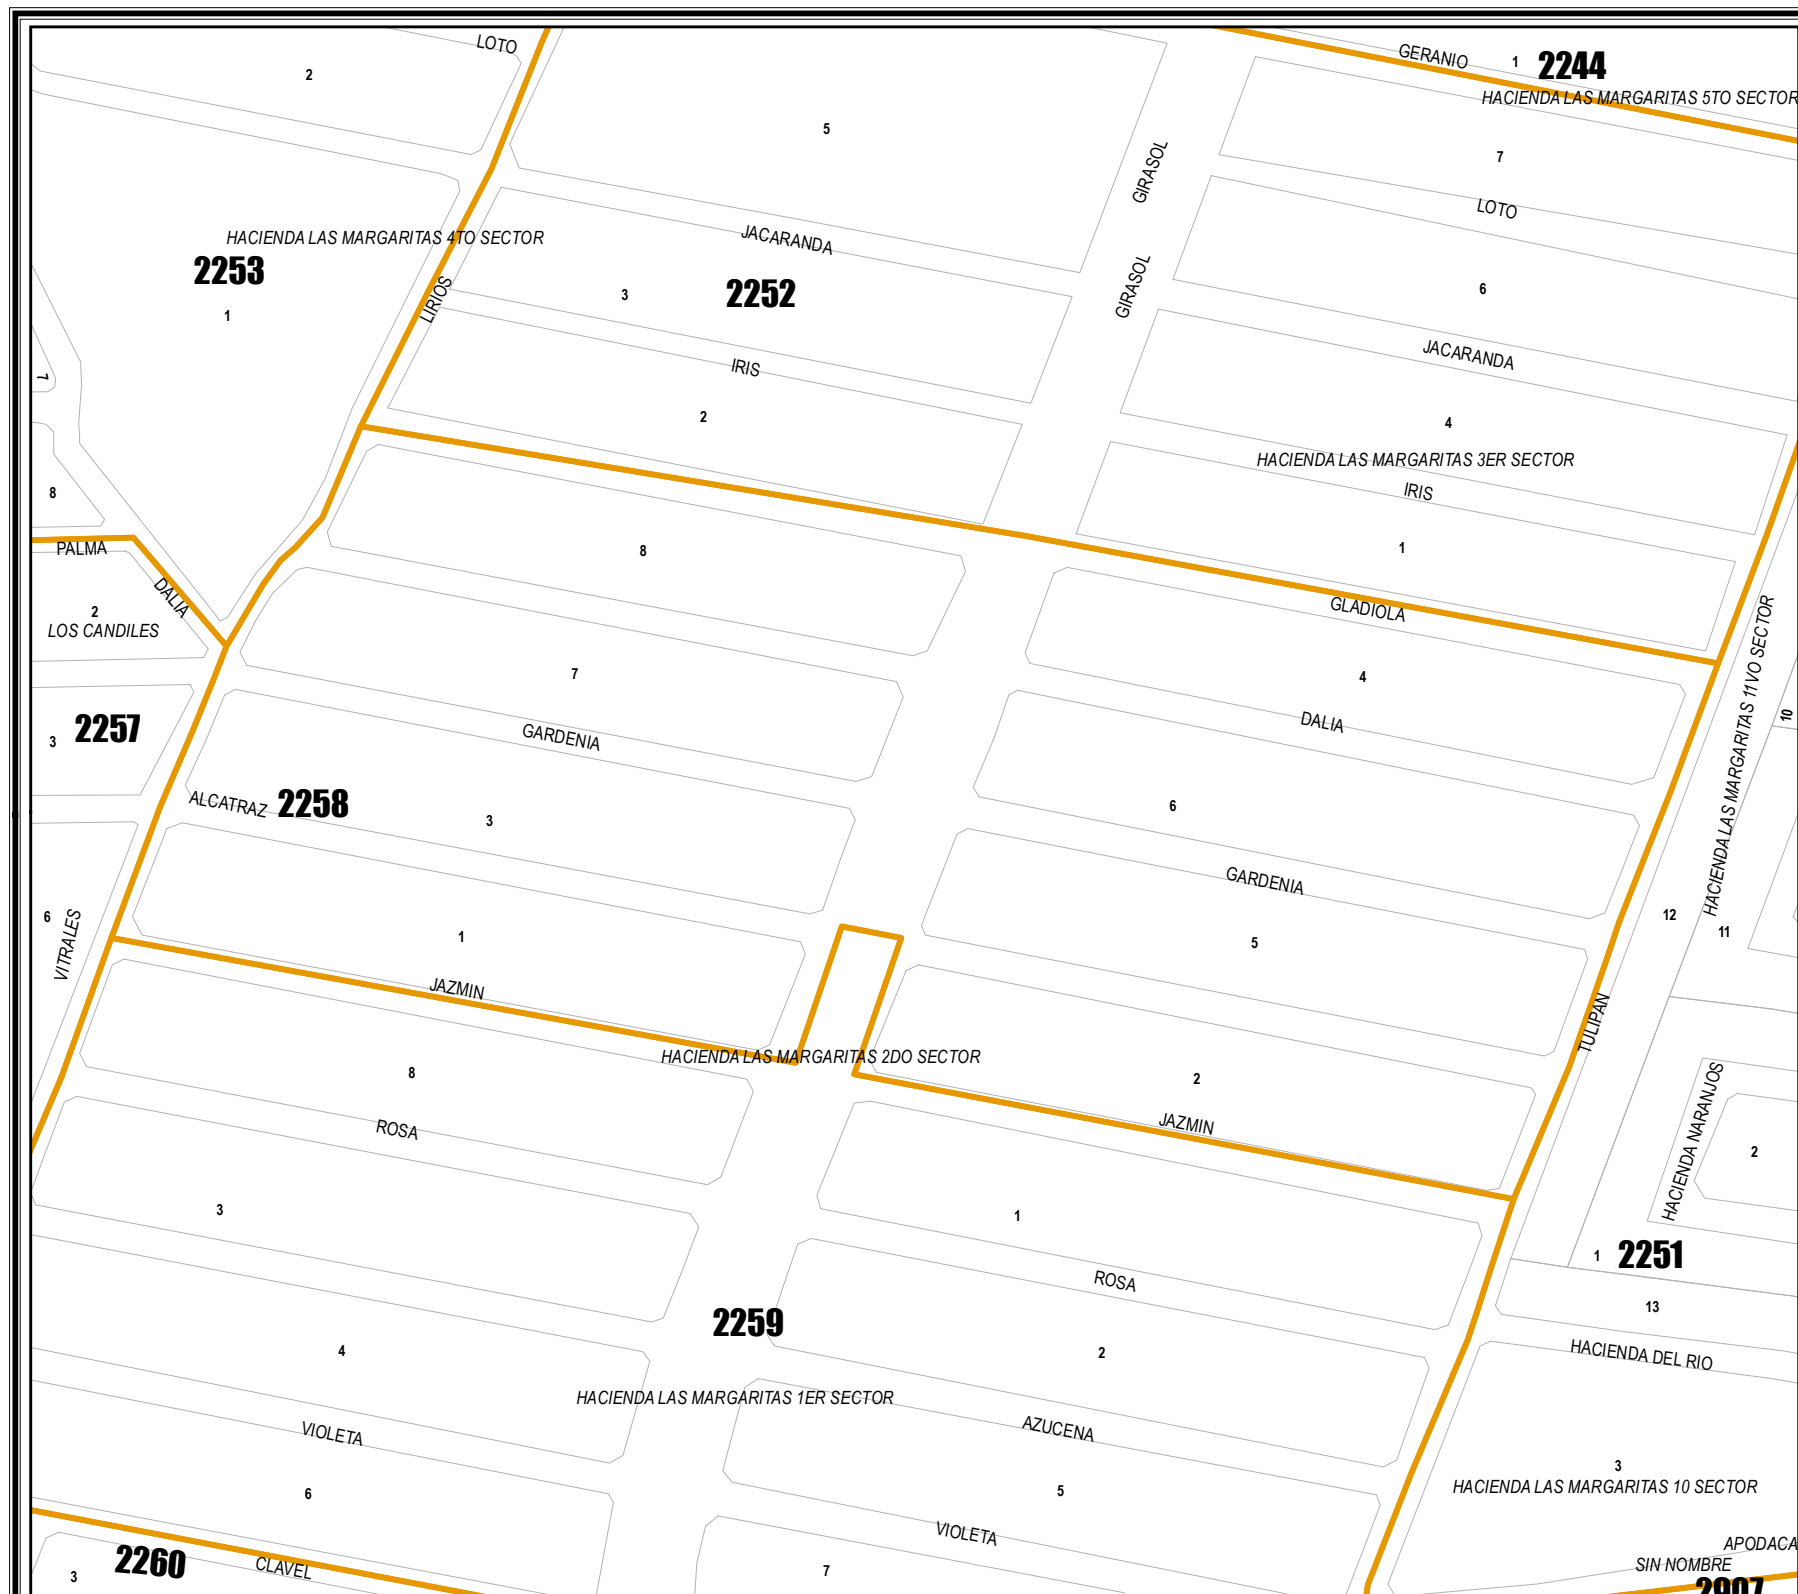 LOTO
GERANIO
1
2244
2
HACIENDA LAS MARGARITAS 5TO SECTOR
5
7
GIRASOL
LOTO
HACIENDA LAS MARGARITAS 4TO SECTOR
JACARANDA
2253
GIRASOL
LIRIOS
3
2252
6
1
JACARANDA
IRIS
7
2
4
HACIENDA LAS MARGARITAS 3ER SECTOR
8
IRIS
PALMA
8
1
DALIA
2
GLADIOLA
LOS CANDILES
HACIENDA LAS MARGARITAS 11VO SECTOR
7
4
10
2257
3
GARDENIA
DALIA
ALCATRAZ
2258
3
6
GARDENIA
6
VITRALES
1
5
12
11
JAZMIN
TULIPAN
HACIENDA LAS MARGARITAS 2DO SECTOR
8
2
HACIENDA NARANJOS
ROSA
JAZMIN
2
3
1
1
2251
ROSA
13
2259
4
2
HACIENDA DEL RIO
HACIENDA LAS MARGARITAS 1ER SECTOR
VIOLETA
AZUCENA
3
6
5
HACIENDA LAS MARGARITAS 10 SECTOR
VIOLETA
APODACA
2260
CLAVEL
SIN NOMBRE
3
7
2907